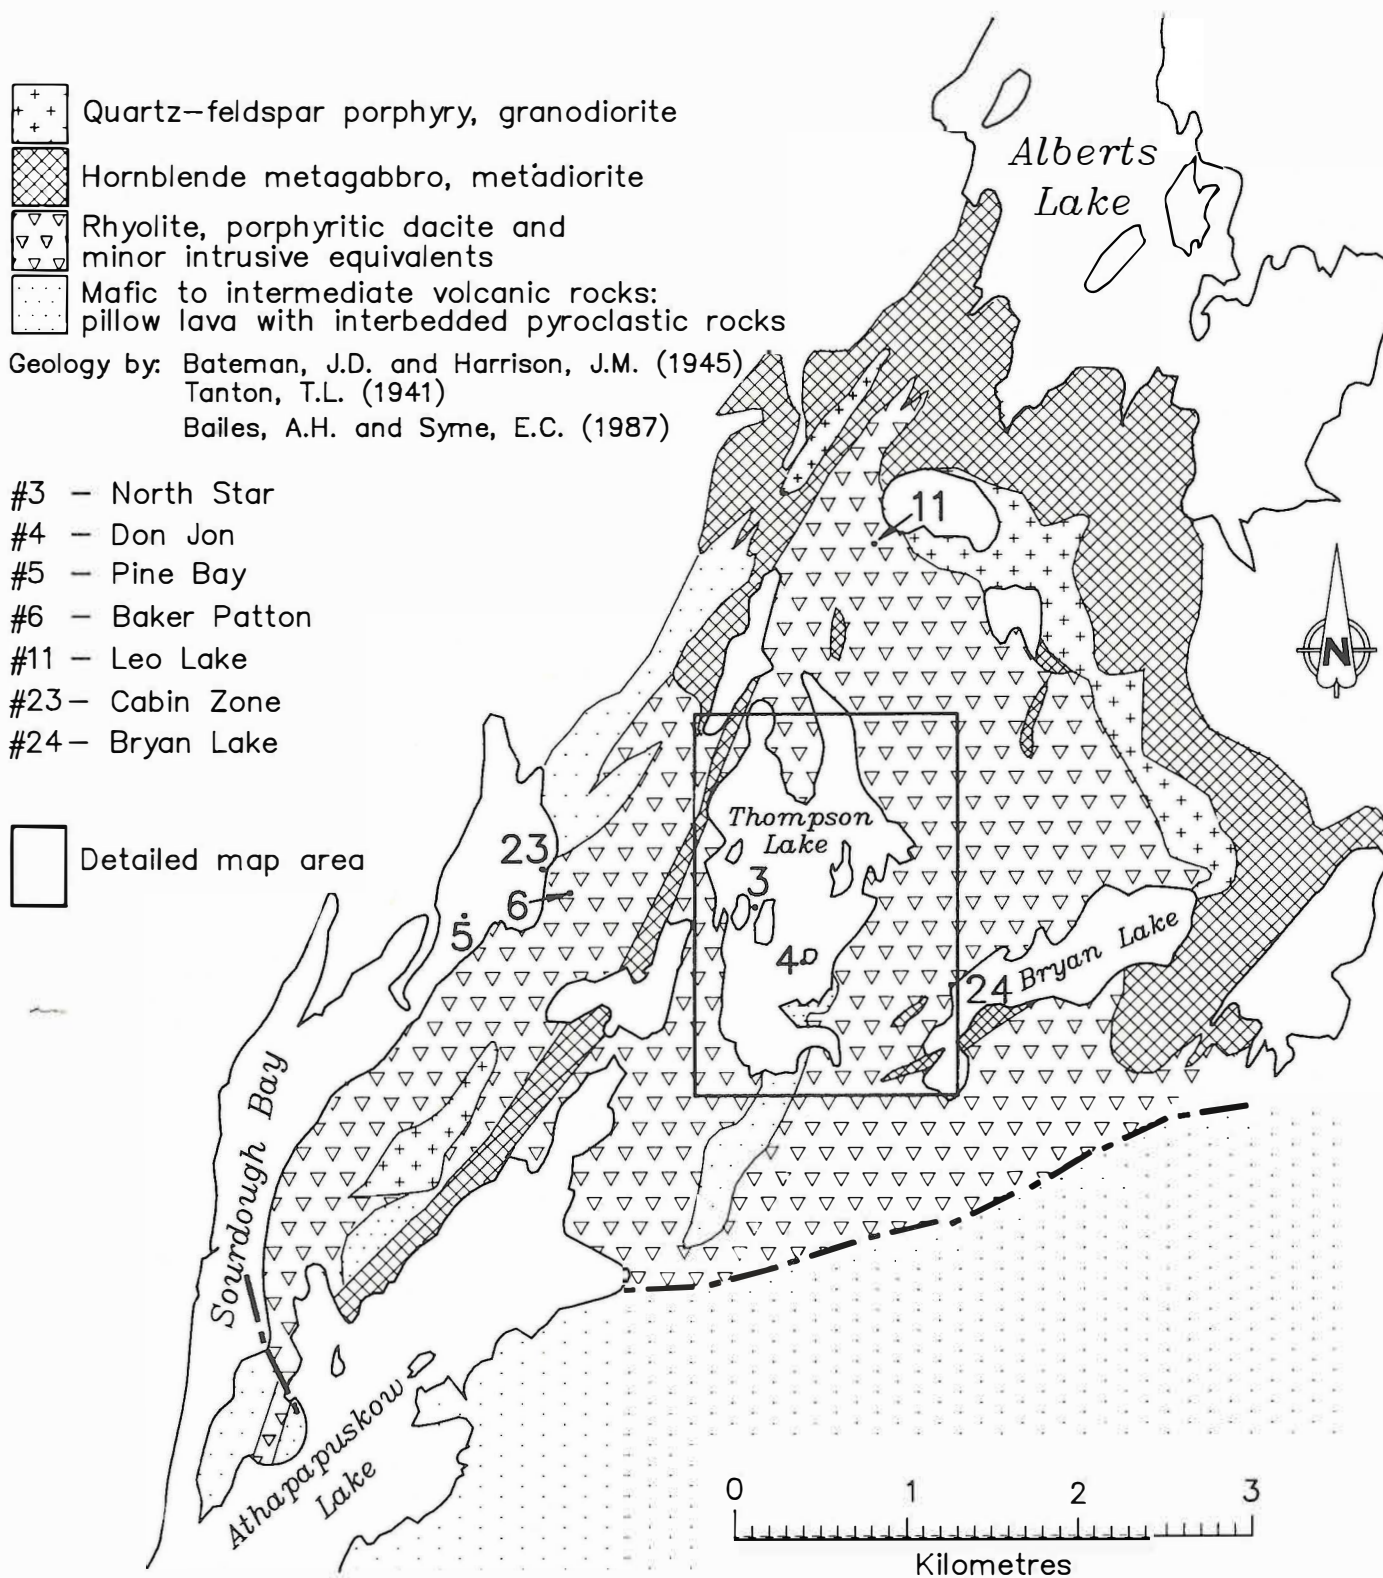 Quartz-feldspar porphyry, granodiorite
Hornblende metagabbro, metadiorite
Rhyolite, porphyritic dacite and
minor intrusive equivalents
Mafic to intermediate volcanic rocks:
pillow lava with interbedded pyroclastic rocks
Geology by: Bateman, J.D. and Harrison, J.M. (1945)
Tanton, T.L. (1941)
Bailes, A.H. and Syme, E.C. (1987)
#3 - North Star
#4 - Don Jon
#5 - Pine Bay
#6 - Baker Patton
#11 - Leo Lake
#23- Cabin Zone
#24- Bryan Lake
Detailed map area
Alberts
Lake
11
N
Thompson
Lake
23
3
6
5
4
24
Bryan Lake
Sourdough Bay
Athapapuskow
Lake
0 1 2 3
Kilometres